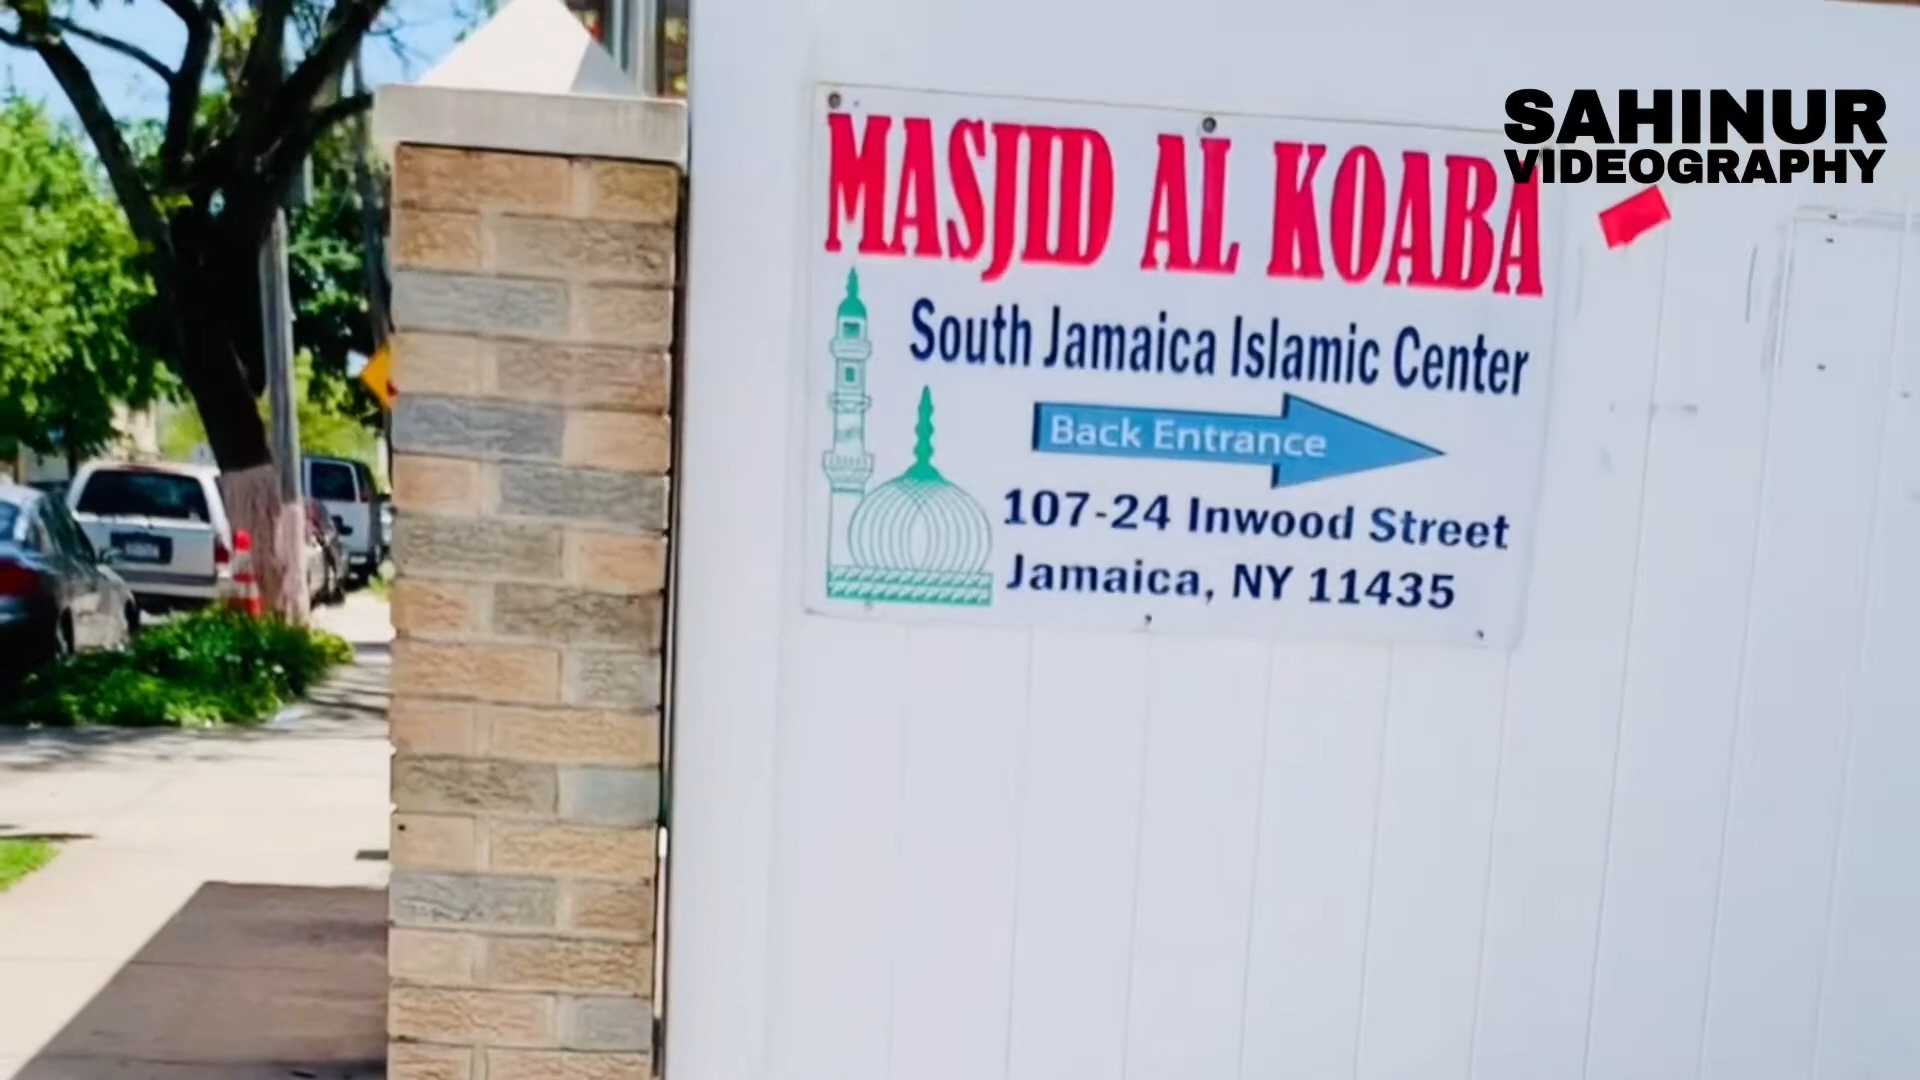 SAHINUR
VIDEOGRAPHY
MASJID AL KOABA
South Jamaica Islamic Center
Back Entrance
107-24 Inwood Street
Jamaica, NY 11435